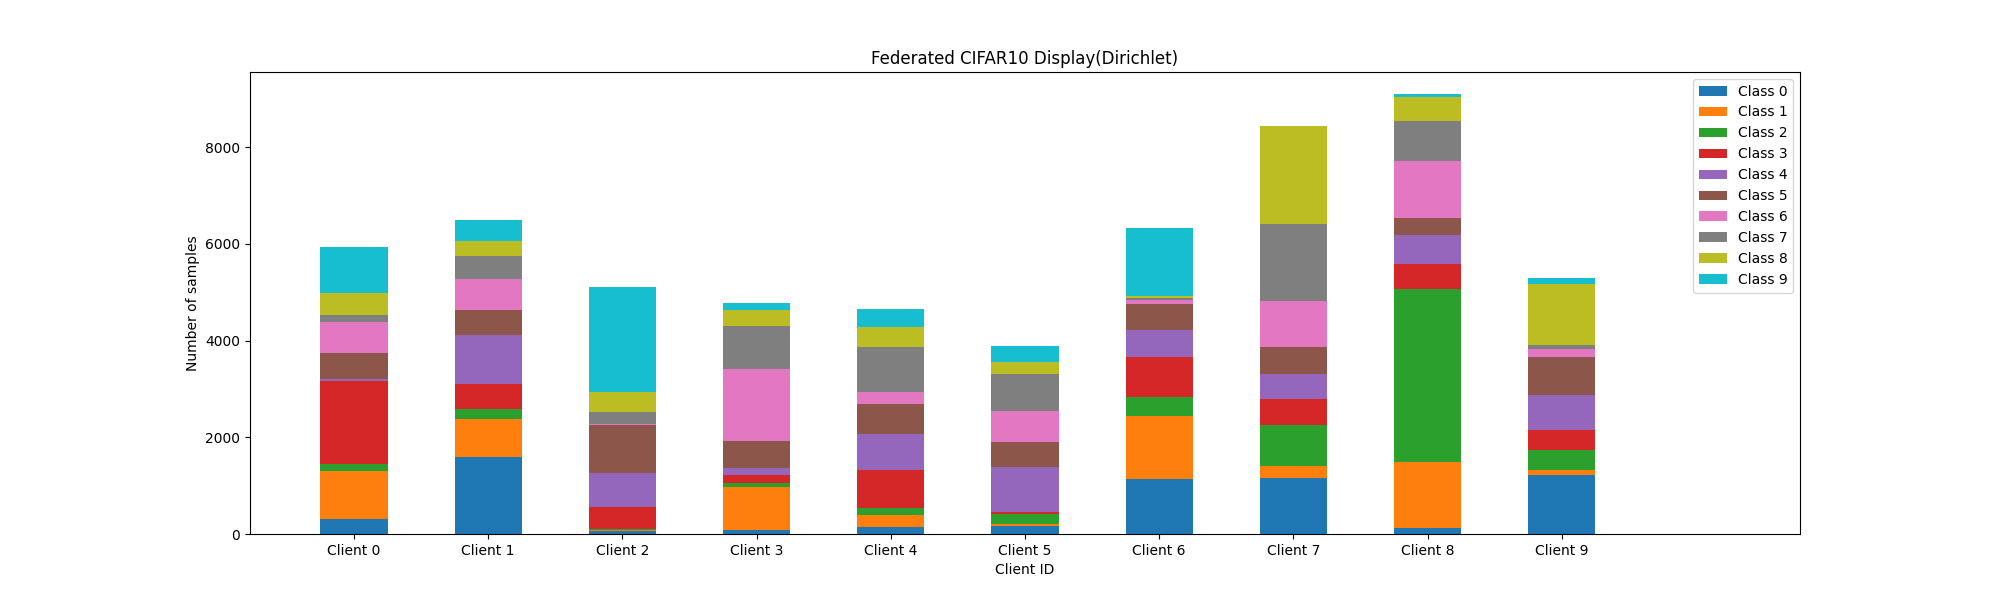 Federated CIFAR10 Display(Dirichlet)
Number of samples
8000
6000
4000
2000
0
Class 0
Class 1
Class 2
Class 3
Class 4
Class 5
Class 6
Class 7
Class 8
Class 9
Client 0 Client 1 Client 2 Client 3 Client 4 Client 5 Client 6 Client 7 Client 8 Client 9
Client ID